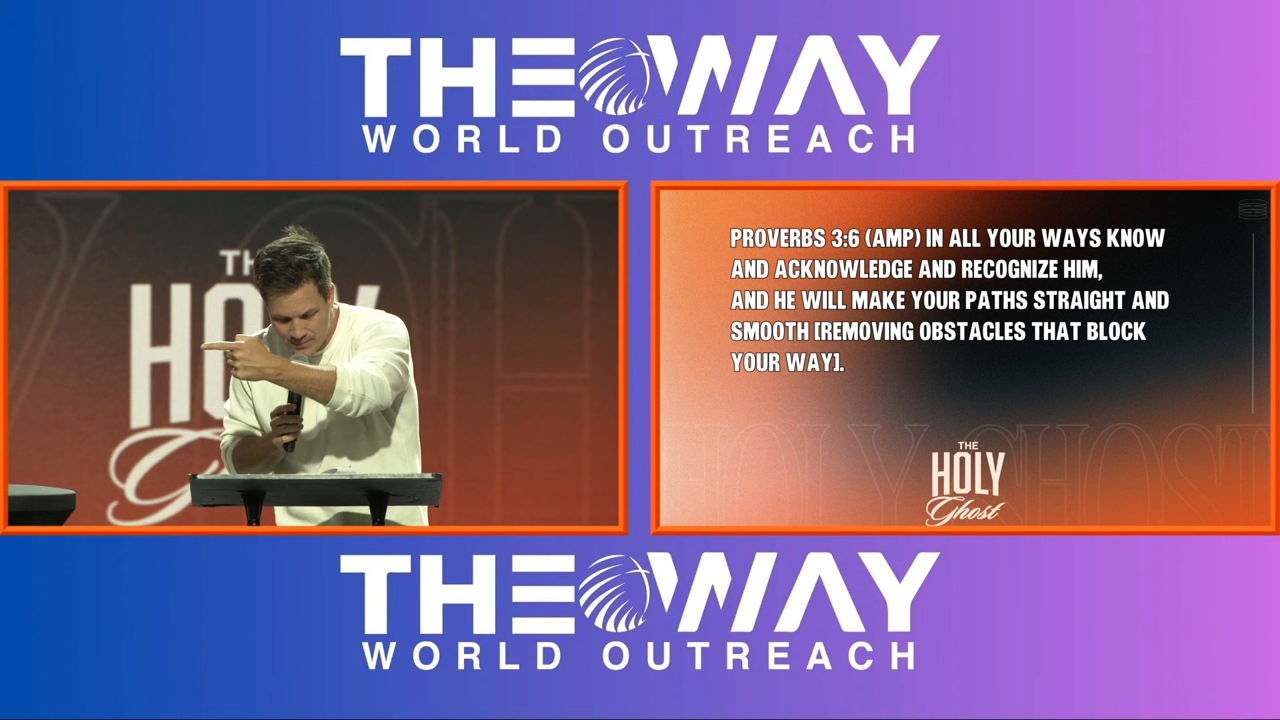 THE WAY
WORLD OUTREACH
THE
HOLY
Ghost
PROVERBS 3:6 (AMP) IN ALL YOUR WAYS KNOW
AND ACKNOWLEDGE AND RECOGNIZE HIM,
AND HE WILL MAKE YOUR PATHS STRAIGHT AND
SMOOTH [REMOVING OBSTACLES THAT BLOCK
YOUR WAY].
HOLY GHOST
THE
HOLY
Ghost
THE WAY
WORLD OUTREACH